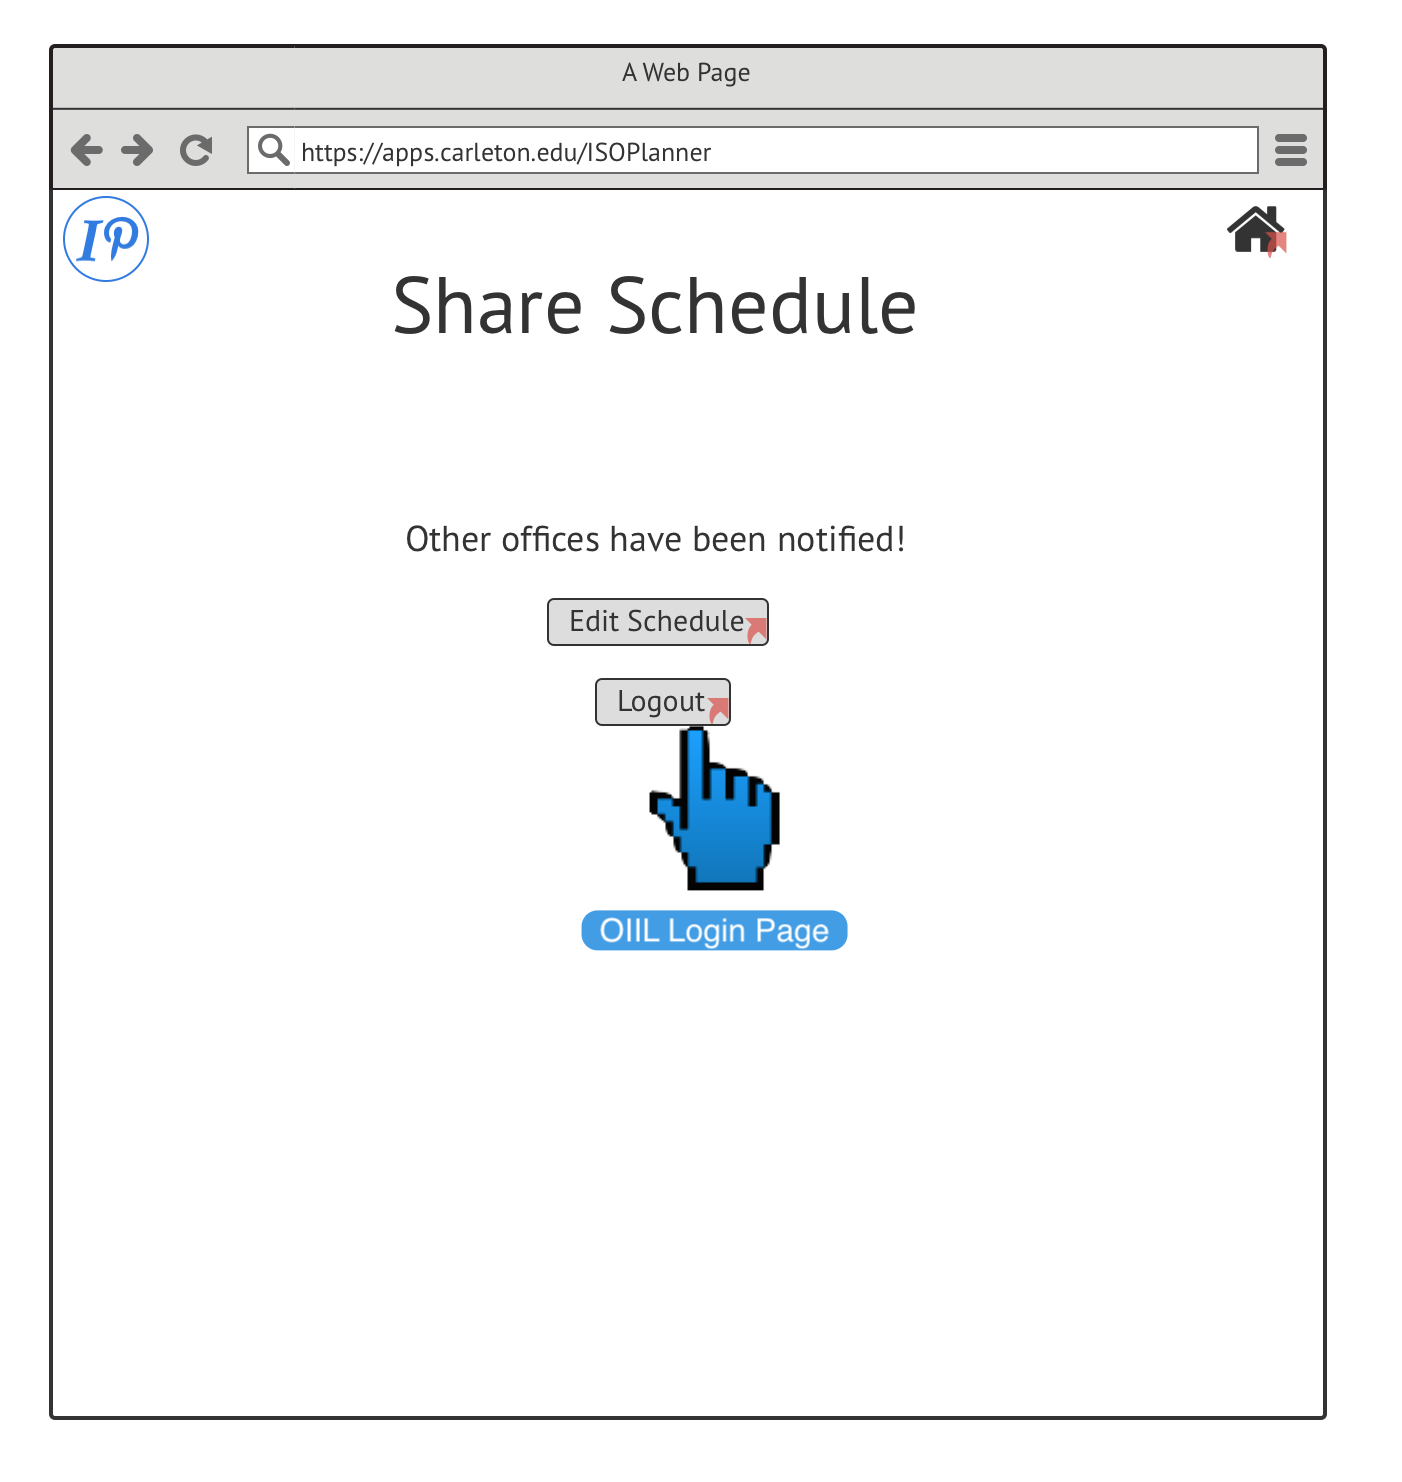 A Web Page
https://apps.carleton.edu/ISOPlanner
IP
Share Schedule
Other offices have been notified!
Edit Schedule
Logout
OIIL Login Page